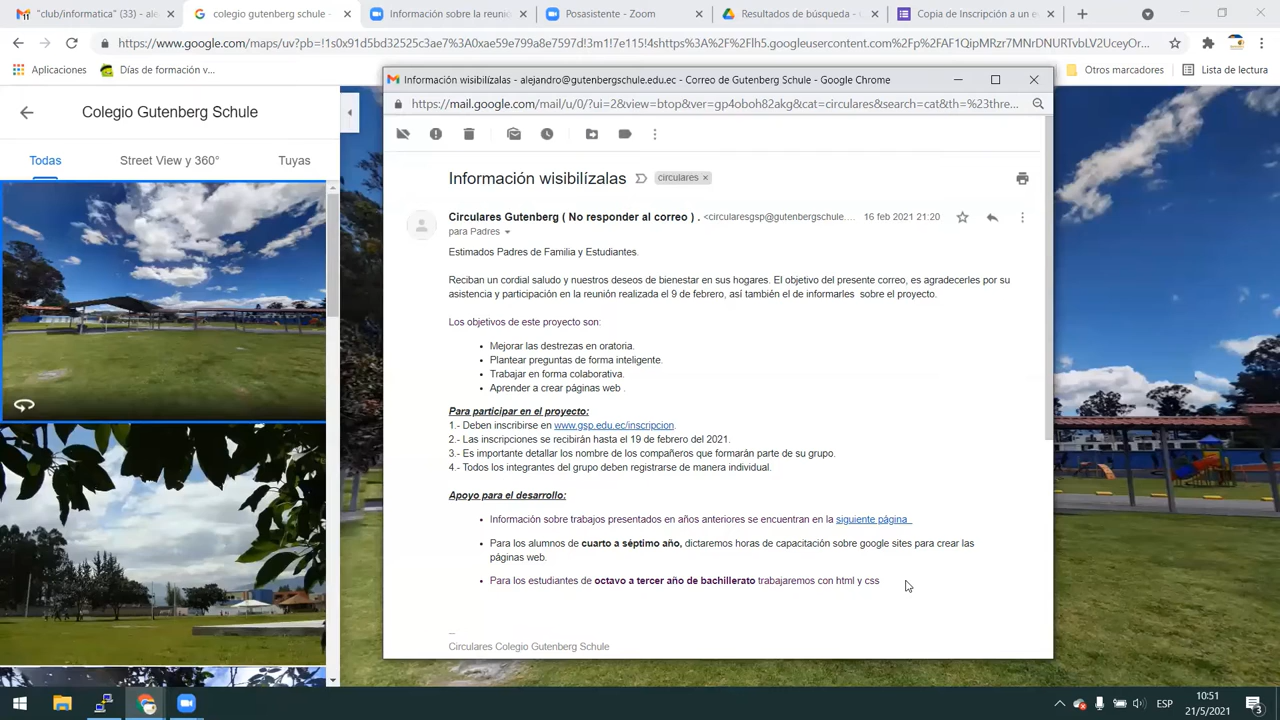 "club/informatica" (33) - ale
colegio gutenberg schule -
Información sobre la reunió
Posasistente - Zoom
Resultados de búsqueda - G
Copia de Inscripción a un e
https://www.google.com/maps/uv?pb=!1s0x91d5bd32525c3ae7%3A0xae59e799a8e7597d!3m1!7e115!4shttps%3A%2F%2Flh5.googleusercontent.com%2Fp%2FAF1QipMRzr7MNrDNURTvbLV2UceyOr...
Aplicaciones
Días de formación v...
Otros marcadores
Lista de lectura
Colegio Gutenberg Schule
Todas
Street View y 360°
Tuyas
Información wisibilízalas - alejandro@gutenbergschule.edu.ec - Correo de Gutenberg Schule - Google Chrome
https://mail.google.com/mail/u/0/?ui=2&view=btop&ver=gp4oboh82akg&cat=circulares&search=cat&th=%23thre...
Información wisibilízalas
circulares ×
Circulares Gutenberg ( No responder al correo ) . <circularesgsp@gutenbergschule....
16 feb 2021 21:20
para Padres
Estimados Padres de Familia y Estudiantes.
Reciban un cordial saludo y nuestros deseos de bienestar en sus hogares. El objetivo del presente correo, es agradecerles por su
asistencia y participación en la reunión realizada el 9 de febrero, así también el de informarles sobre el proyecto.
Los objetivos de este proyecto son:
• Mejorar las destrezas en oratoria.
• Plantear preguntas de forma inteligente.
• Trabajar en forma colaborativa.
• Aprender a crear páginas web .
Para participar en el proyecto:
1.- Deben inscribirse en www.gsp.edu.ec/inscripcion.
2.- Las inscripciones se recibirán hasta el 19 de febrero del 2021.
3.- Es importante detallar los nombre de los compañeros que formarán parte de su grupo.
4.- Todos los integrantes del grupo deben registrarse de manera individual.
Apoyo para el desarrollo:
• Información sobre trabajos presentados en años anteriores se encuentran en la siguiente página
• Para los alumnos de cuarto a séptimo año, dictaremos horas de capacitación sobre google sites para crear las
páginas web.
• Para los estudiantes de octavo a tercer año de bachillerato trabajaremos con html y css
--
Circulares Colegio Gutenberg Schule
ESP
10:51
21/5/2021
3